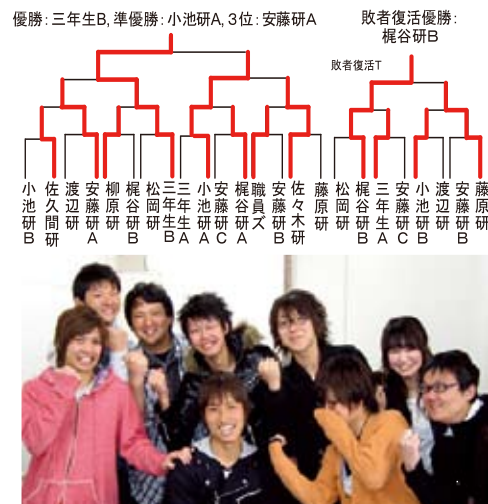 優勝：三年生B, 準優勝：小池研A, 3位：安藤研A
敗者復活優勝：
梶谷研B
敗者復活T
小池研B
佐久間研
渡辺研
安藤研A
柳原研
梶谷研B
松岡研
三年生B
三年生A
小池研A
安藤研C
梶谷研A
職員ズ
安藤研B
佐々木研
藤原研
松岡研
梶谷研B
三年生A
安藤研C
小池研B
渡辺研
安藤研B
藤原研